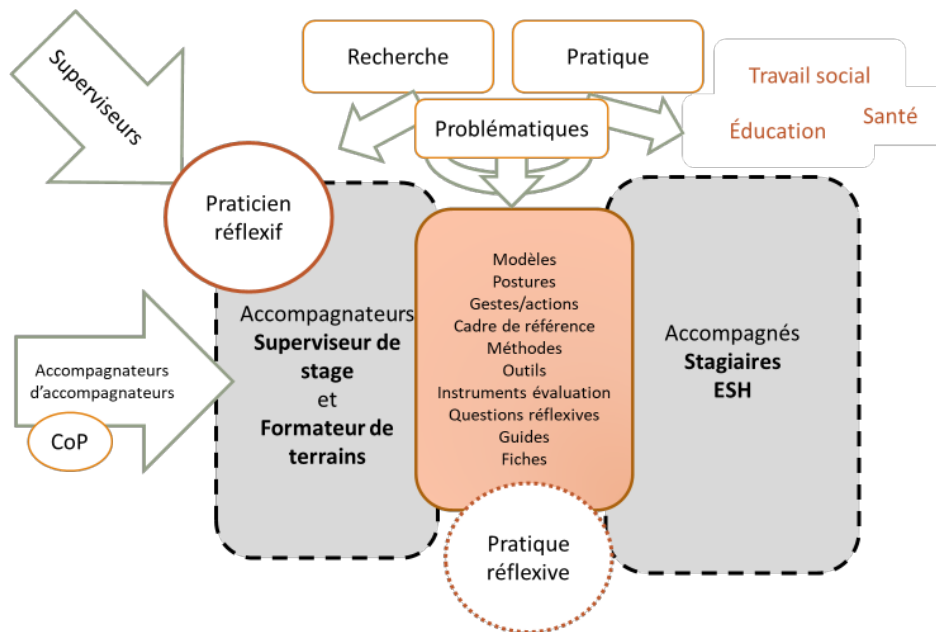 Superviseurs
Recherche
Pratique
Problématiques
Travail social
Éducation
Santé
Praticien
réflexif
Accompagnateurs
Superviseur de
stage
et
Formateur de
terrains
Accompagnateurs
d'accompagnateurs
CoP
Modèles
Postures
Gestes/actions
Cadre de référence
Méthodes
Outils
Instruments évaluation
Questions réflexives
Guides
Fiches
Accompagnés
Stagiaires
ESH
Pratique
réflexive